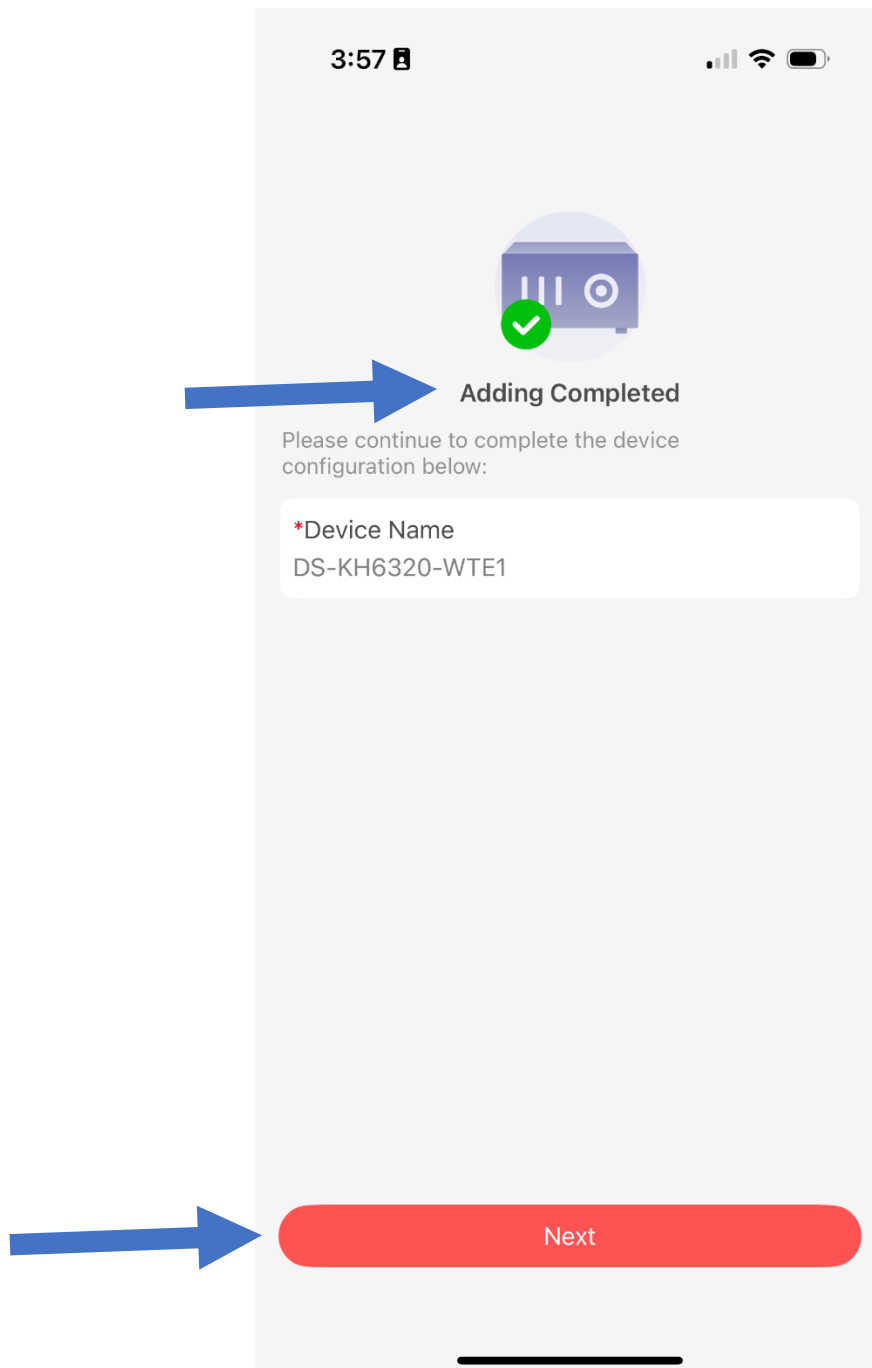 3:57
Adding Completed
Please continue to complete the device
configuration below:
*Device Name
DS-KH6320-WTE1
Next